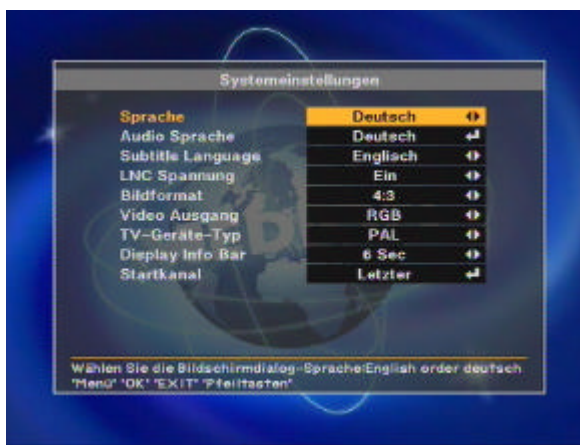 Systemeinstellungen
Sprache Deutsch
Audio Sprache Deutsch
Subtitle Language Englisch
LNC Spannung Ein
Bildformat 4:3
Video Ausgang RGB
TV-Geräte-Typ PAL
Display Info Bar 6 Sec
Startkanal Letzter
Wählen Sie die Bildschirmdialog-Sprache:English order deutsch
"Menü" "OK" "EXIT" "Pfeiltasten"